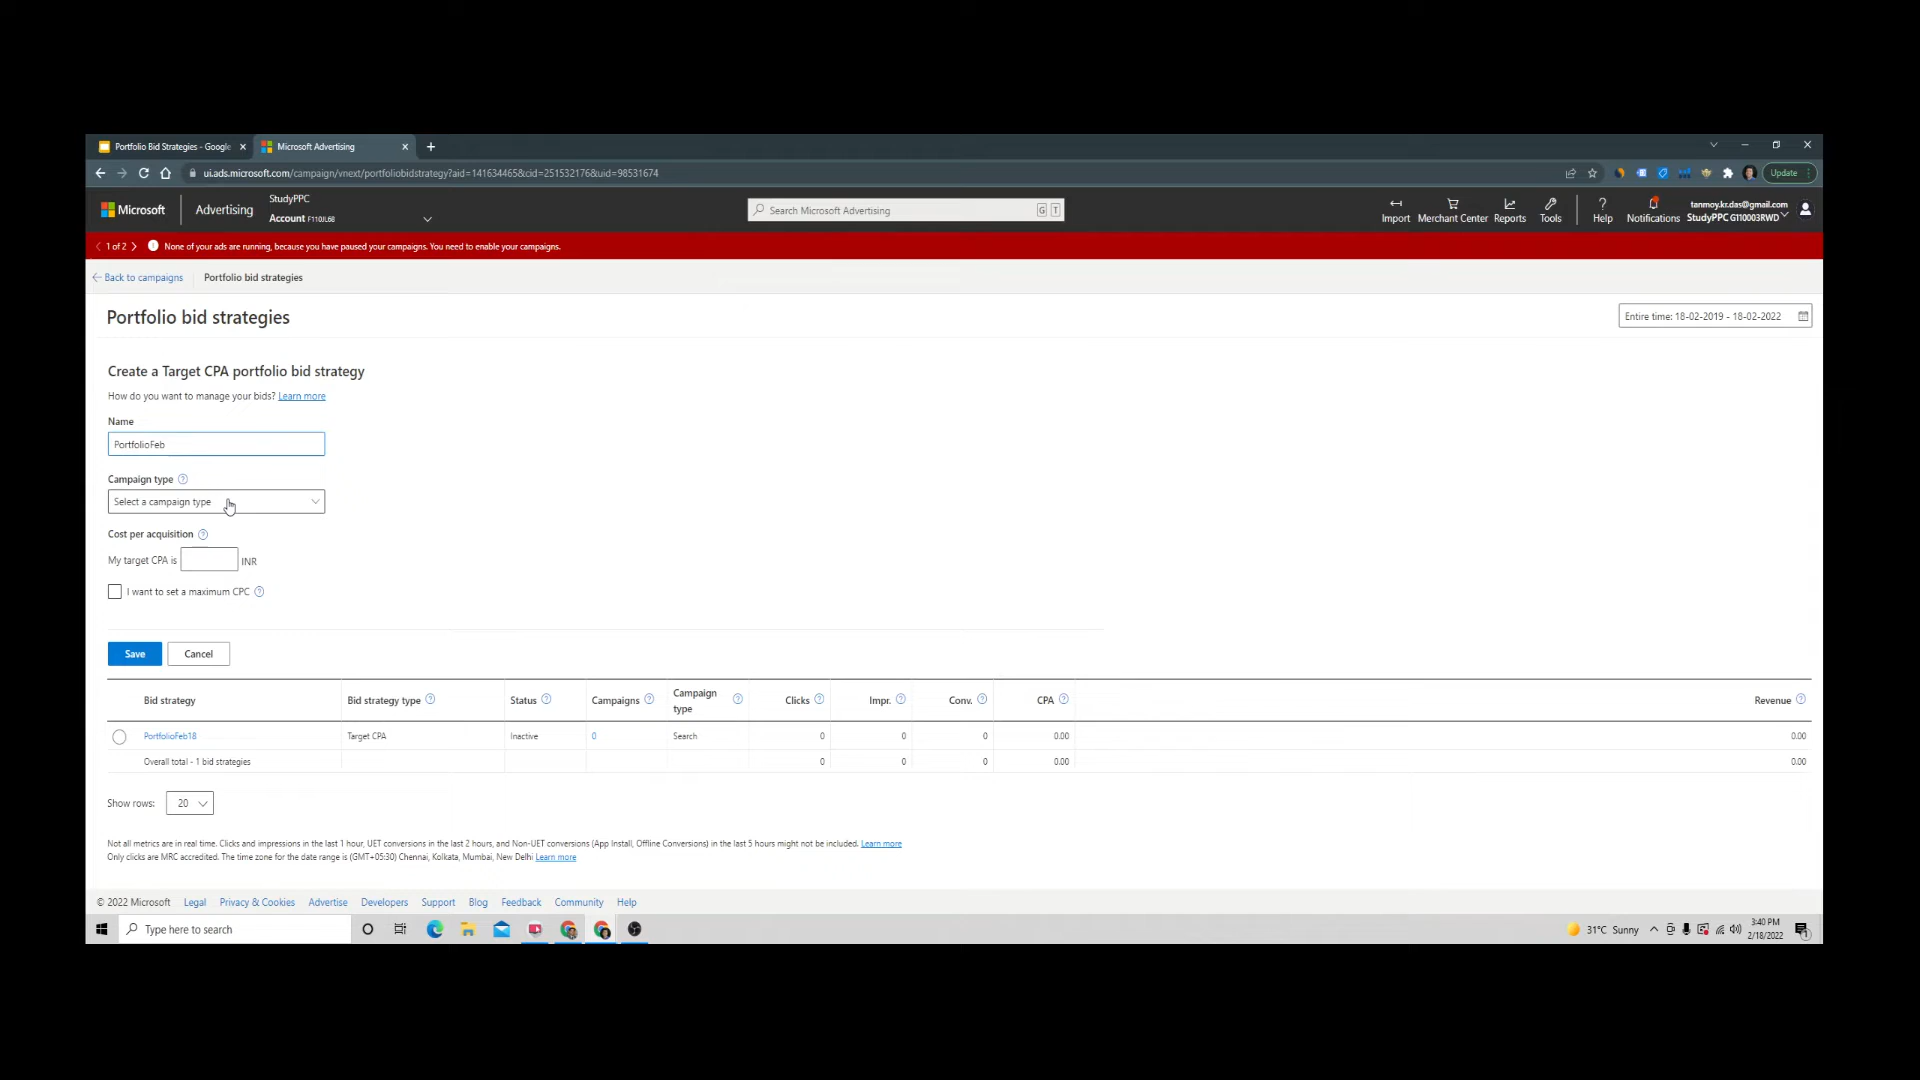 Portfolio Bid Strategies - Google
Microsoft Advertising
ui.ads.microsoft.com/campaign/vnext/portfoliobidstrategy?aid=141634465&cid=251532176&uid=98531674
Update
Microsoft
Advertising
StudyPPC
Account F110JL68
Search Microsoft Advertising
G T
Import
Merchant Center
Reports
Tools
Help
Notifications
tanmoy.kr.das@gmail.com
StudyPPC G10003RWD
1 of 2
None of your ads are running, because you have paused your campaigns. You need to enable your campaigns.
Back to campaigns
Portfolio bid strategies
Portfolio bid strategies
Entire time: 18-02-2019 - 18-02-2022
Create a Target CPA portfolio bid strategy
How do you want to manage your bids? Learn more
Name
PortfolioFeb
Campaign type
Select a campaign type
Cost per acquisition
My target CPA is INR
I want to set a maximum CPC
Save Cancel
Bid strategy Bid strategy type Status Campaigns Campaign type Clicks Impr. Conv. CPA Revenue
PortfolioFeb18 Target CPA Inactive 0 Search 0 0 0 0.00 0.00
Overall total - 1 bid strategies 0 0 0 0.00 0.00
Show rows: 20
Not all metrics are in real time. Clicks and impressions in the last 1 hour, UET conversions in the last 2 hours, and Non-UET conversions (App Install, Offline Conversions) in the last 5 hours might not be included. Learn more
Only clicks are MRC accredited. The time zone for the date range is (GMT+05:30) Chennai, Kolkata, Mumbai, New Delhi Learn more
© 2022 Microsoft Legal Privacy & Cookies Advertise Developers Support Blog Feedback Community Help
Type here to search
31°C Sunny
3:40 PM
2/18/2022